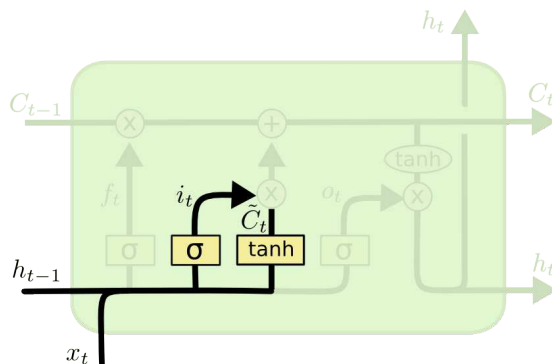 h_t
C_{t-1}
×
+
C_t
tanh
f_t
i_t
×
o_t
×
C̃_t
σ
σ
tanh
σ
h_{t-1}
h_t
x_t